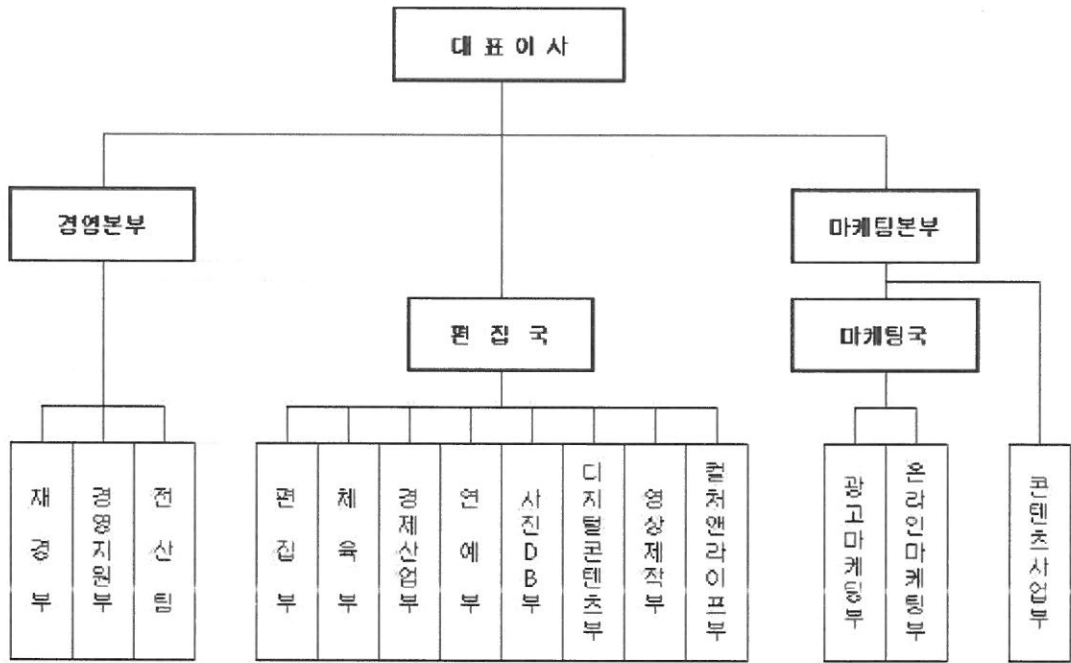 대표이사
경영본부
마케팅본부
편집국
마케팅국
재경부
경영지원부
전산팀
편집부
체육부
경제산업부
연예부
사진DB부
디지털콘텐츠부
영상제작부
컬처앤라이프부
광고마케팅부
온라인마케팅부
콘텐츠사업부